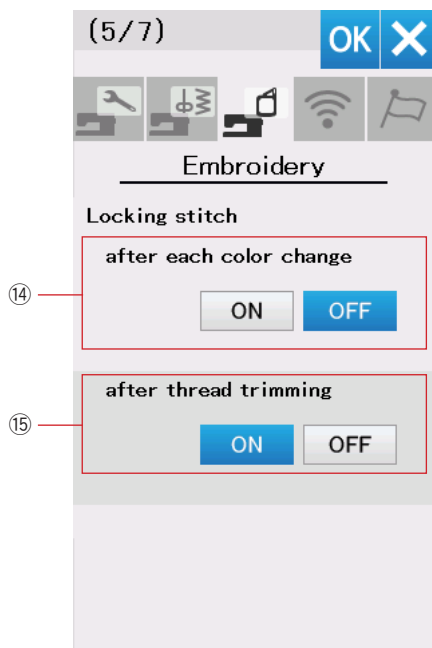 (5/7)
OK
Embroidery
Locking stitch
after each color change
⑭
ON OFF
after thread trimming
⑮
ON OFF